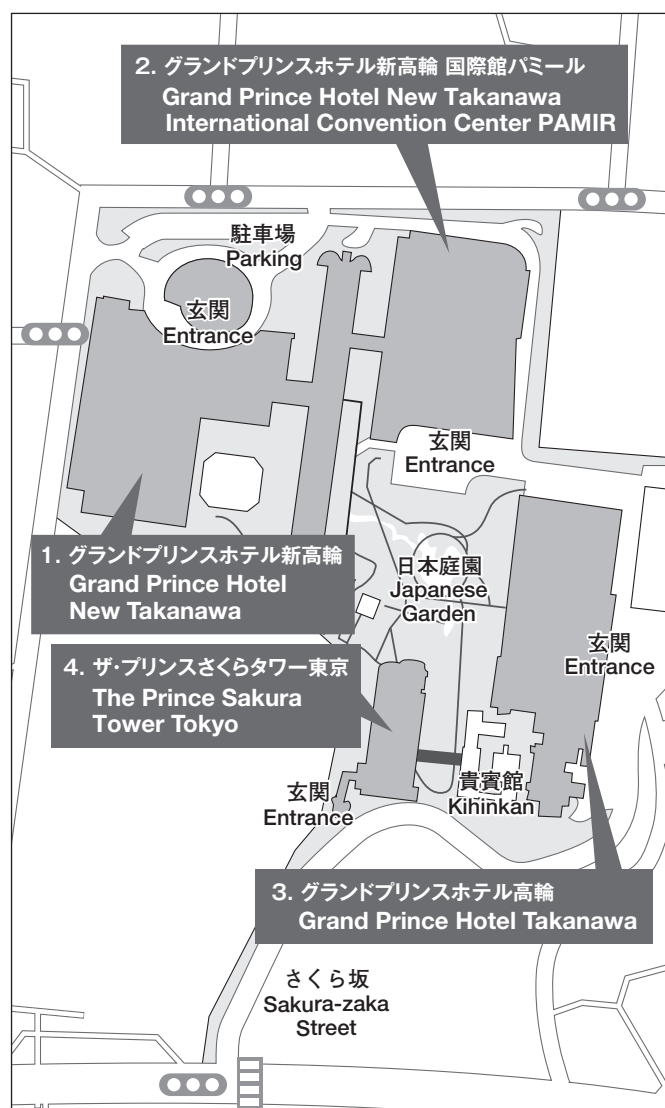 2. グランドプリンスホテル新高輪 国際館パミール
Grand Prince Hotel New Takanawa
International Convention Center PAMIR
駐車場
Parking
玄関
Entrance
玄関
Entrance
1. グランドプリンスホテル新高輪
Grand Prince Hotel
New Takanawa
日本庭園
Japanese
Garden
玄関
Entrance
4. ザ・プリンスさくらタワー東京
The Prince Sakura
Tower Tokyo
玄関
Entrance
貴賓館
Kihinkan
3. グランドプリンスホテル高輪
Grand Prince Hotel Takanawa
さくら坂
Sakura-zaka
Street